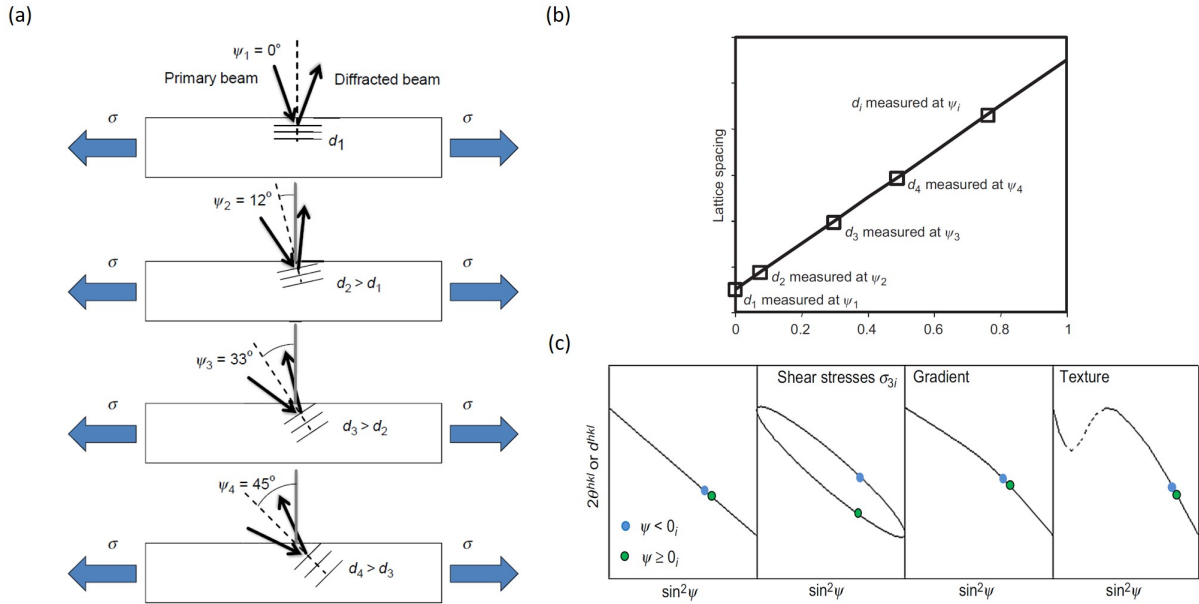 (a)
ψ1 = 0°
Primary beam
Diffracted beam
σ
σ
d1
ψ2 = 12°
σ
σ
d2 > d1
ψ3 = 33°
σ
σ
d3 > d2
ψ4 = 45°
σ
σ
d4 > d3
(b)
Lattice spacing
di measured at ψi
d4 measured at ψ4
d3 measured at ψ3
d2 measured at ψ2
d1 measured at ψ1
0
0.2
0.4
0.6
0.8
1
(c)
Shear stresses σ3i
Gradient
Texture
2θhkl or dhkl
ψ < 0i
ψ ≥ 0i
sin²ψ
sin²ψ
sin²ψ
sin²ψ